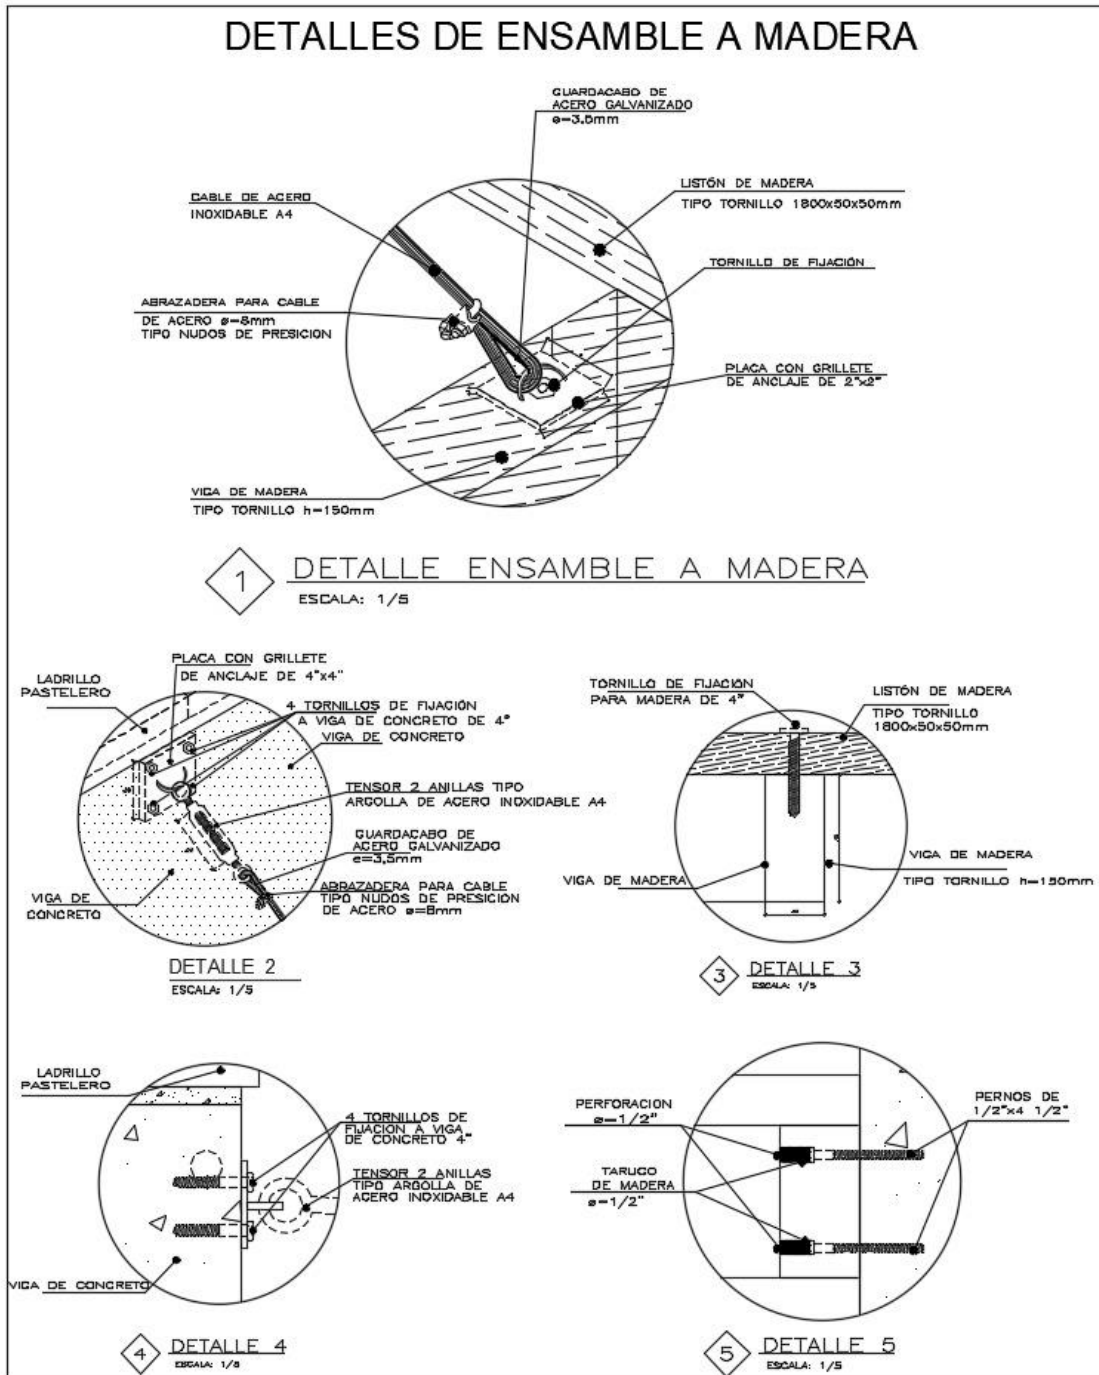 DETALLES DE ENSAMBLE A MADERA
GUARDACABO DE
ACERO GALVANIZADO
ø=3.5mm
CABLE DE ACERO
INOXIDABLE A4
LISTÓN DE MADERA
TIPO TORNILLO 1800x50x50mm
TORNILLO DE FIJACIÓN
ABRAZADERA PARA CABLE
DE ACERO ø=8mm
TIPO NUDOS DE PRESICION
PLACA CON GRILLETE
DE ANCLAJE DE 2"x2"
VIGA DE MADERA
TIPO TORNILLO h=150mm
1
DETALLE ENSAMBLE A MADERA
ESCALA: 1/5
PLACA CON GRILLETE
DE ANCLAJE DE 4"x4"
LADRILLO
PASTELERO
4 TORNILLOS DE FIJACIÓN
A VIGA DE CONCRETO DE 4"
VIGA DE CONCRETO
TENSOR 2 ANILLAS TIPO
ARGOLLA DE ACERO INOXIDABLE A4
GUARDACABO DE
ACERO GALVANIZADO
e=3,5mm
ABRAZADERA PARA CABLE
TIPO NUDOS DE PRESICION
DE ACERO ø=8mm
VIGA DE
CONCRETO
DETALLE 2
ESCALA: 1/5
TORNILLO DE FIJACIÓN
PARA MADERA DE 4"
LISTÓN DE MADERA
TIPO TORNILLO
1800x50x50mm
VIGA DE MADERA
VIGA DE MADERA
TIPO TORNILLO h=150mm
3
DETALLE 3
ESCALA: 1/5
LADRILLO
PASTELERO
4 TORNILLOS DE
FIJACION A VIGA
DE CONCRETO 4"
TENSOR 2 ANILLAS
TIPO ARGOLLA DE
ACERO INOXIDABLE A4
VIGA DE CONCRETO
4
DETALLE 4
ESCALA: 1/5
PERFORACION
ø=1/2"
TARUGO
DE MADERA
ø=1/2"
PERNOS DE
1/2"x4 1/2"
5
DETALLE 5
ESCALA: 1/5